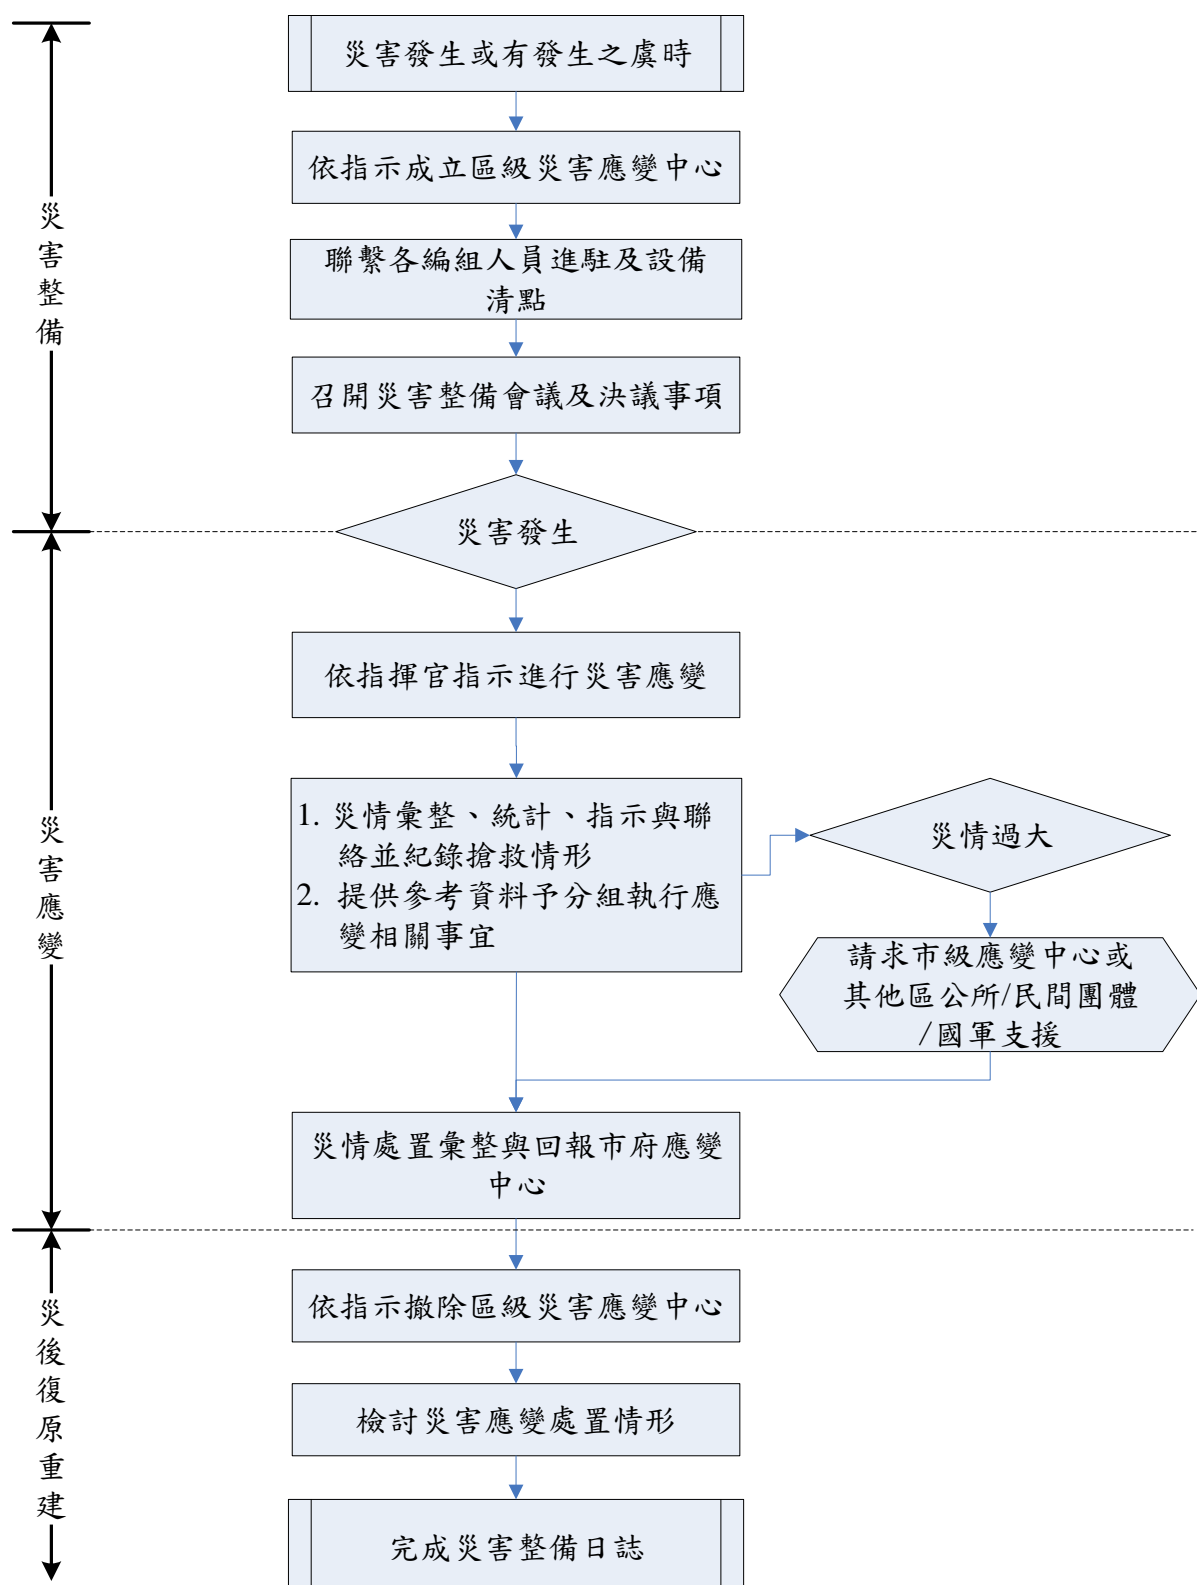 災害發生或有發生之虞時
依指示成立區級災害應變中心
聯繫各編組人員進駐及設備
清點
召開災害整備會議及決議事項
災害整備
災害發生
依指揮官指示進行災害應變
1. 災情彙整、統計、指示與聯
絡並紀錄搶救情形
2. 提供參考資料予分組執行應
變相關事宜
災情過大
請求市級應變中心或
其他區公所/民間團體
/國軍支援
災情處置彙整與回報市府應變
中心
災害應變
依指示撤除區級災害應變中心
檢討災害應變處置情形
完成災害整備日誌
災後復原重建